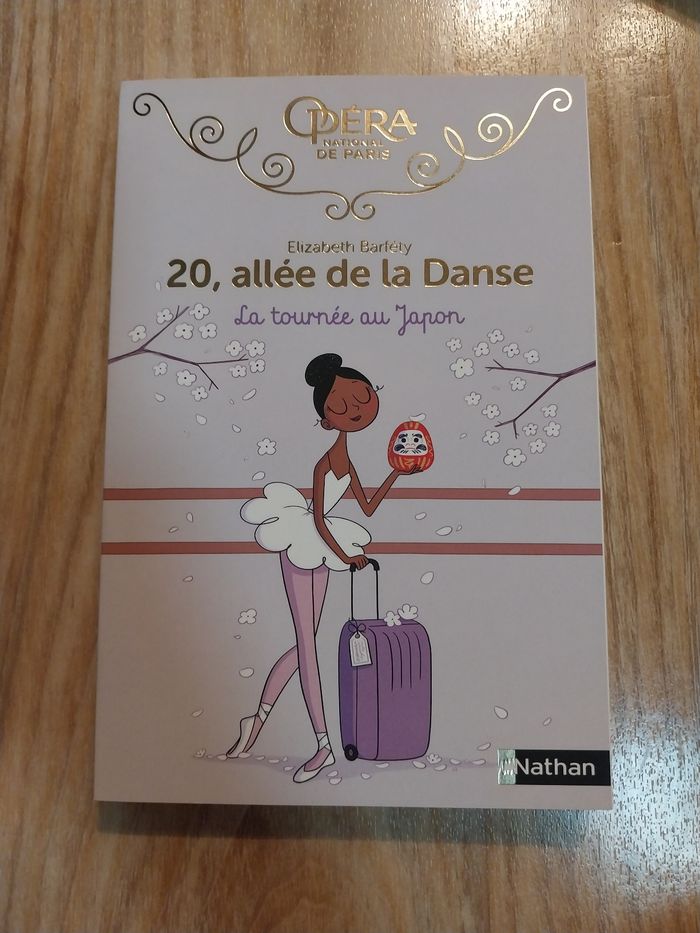 OPÉRA
NATIONAL
DE PARIS
Elizabeth Barféty
20, allée de la Danse
La tournée au Japon
Nathan